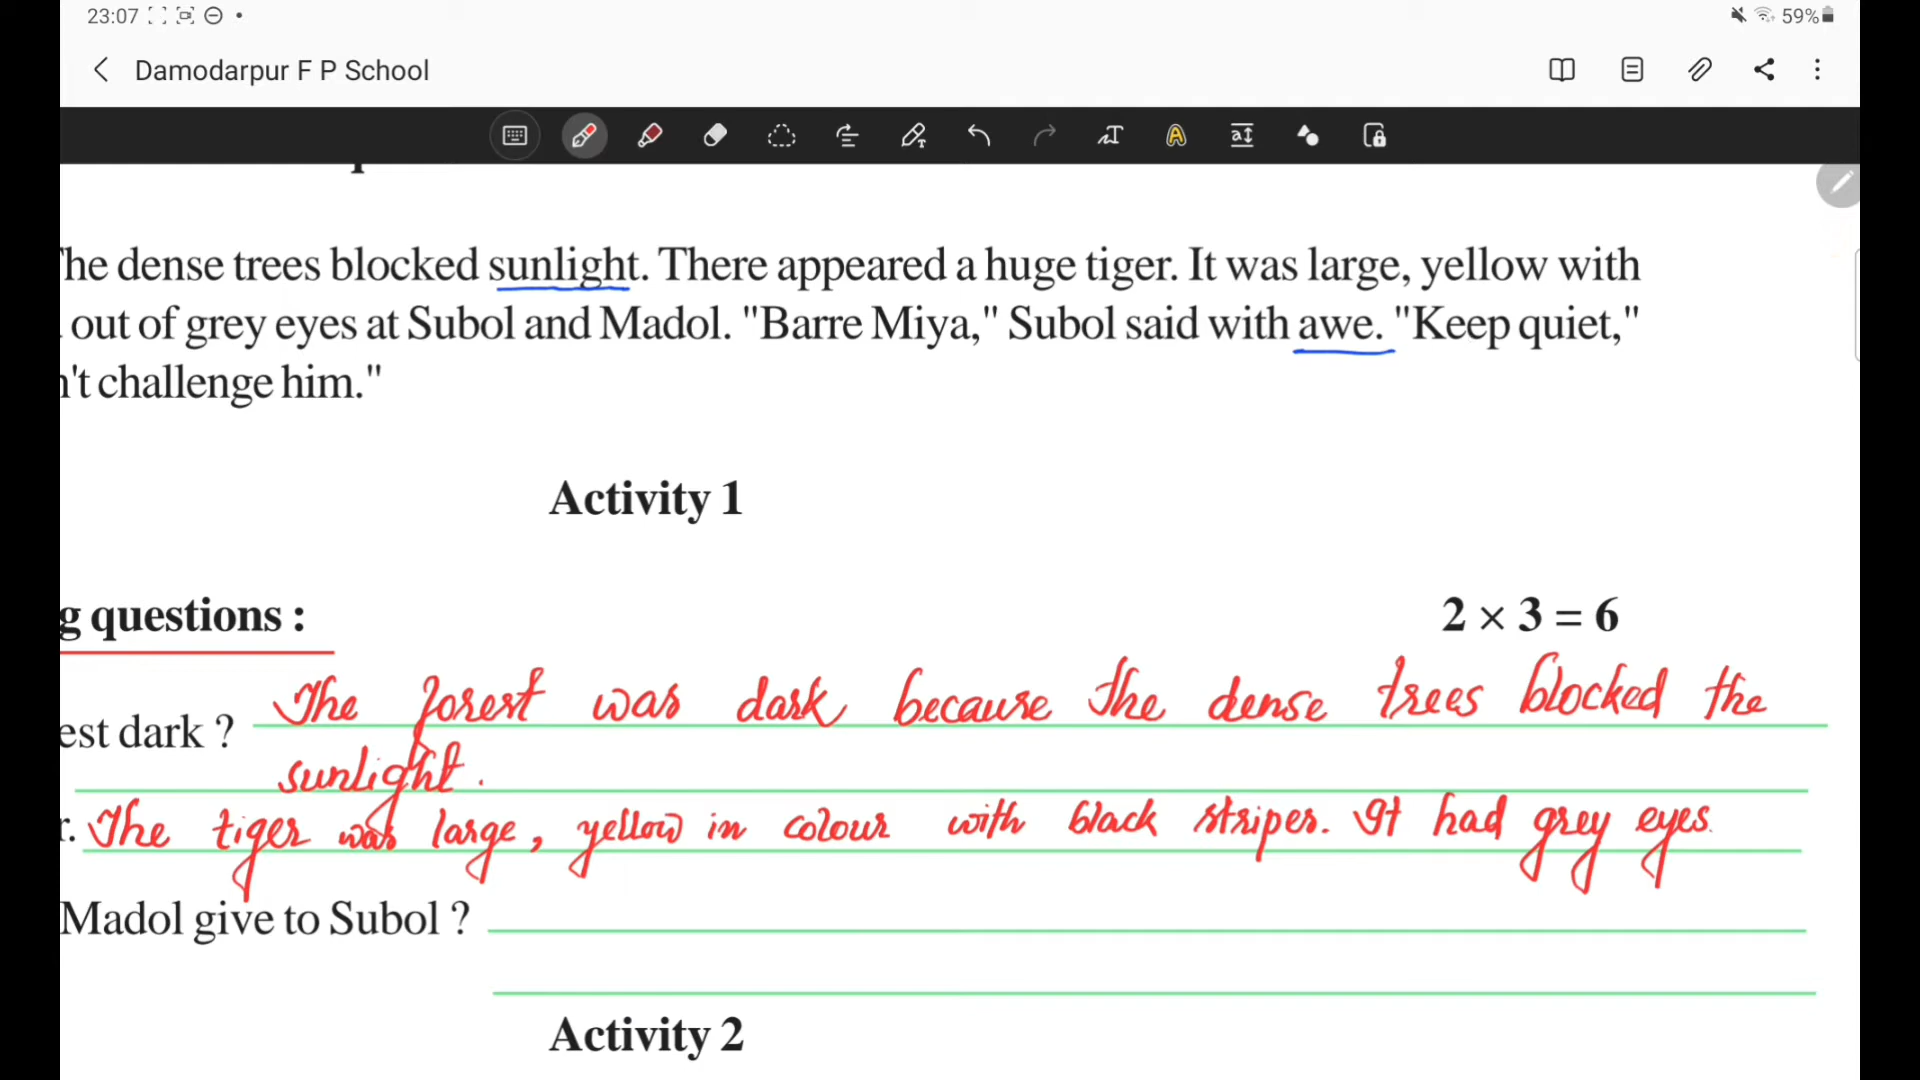 23:07
59%
Damodarpur F P School
The dense trees blocked sunlight. There appeared a huge tiger. It was large, yellow with
out of grey eyes at Subol and Madol. "Barre Miya," Subol said with awe. "Keep quiet,"
n't challenge him."
Activity 1
g questions :
2 × 3 = 6
The forest was dark because the dense trees blocked the
est dark ?
sunlight.
r. The tiger was large, yellow in colour with black stripes. It had grey eyes.
Madol give to Subol ?
Activity 2